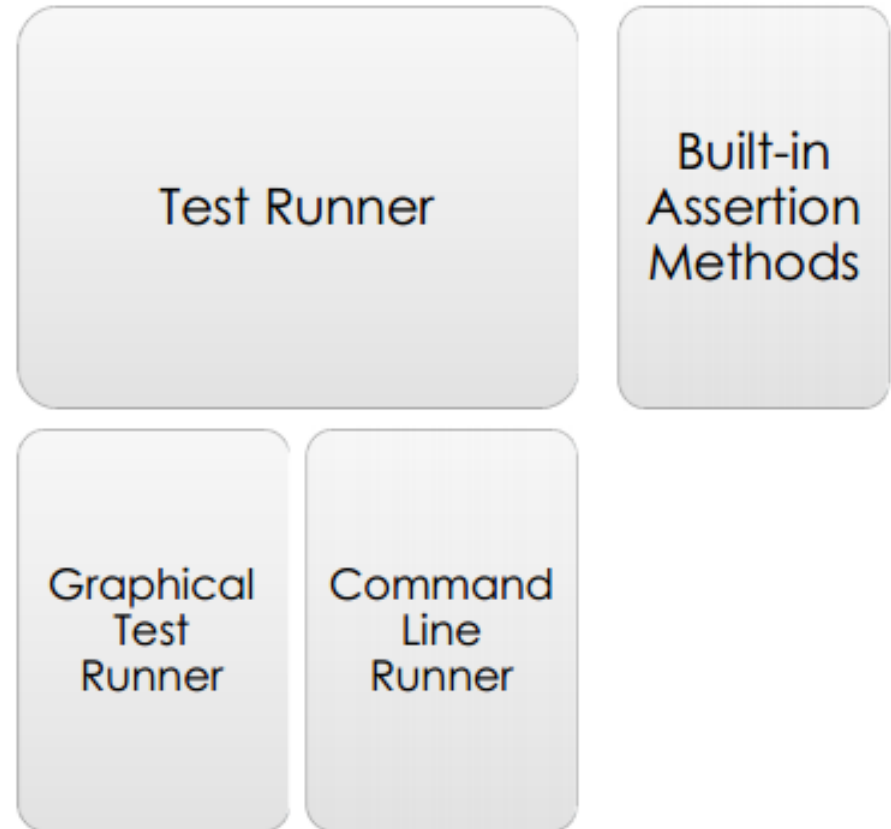 Test Runner
Built-in
Assertion
Methods
Graphical
Test
Runner
Command
Line
Runner